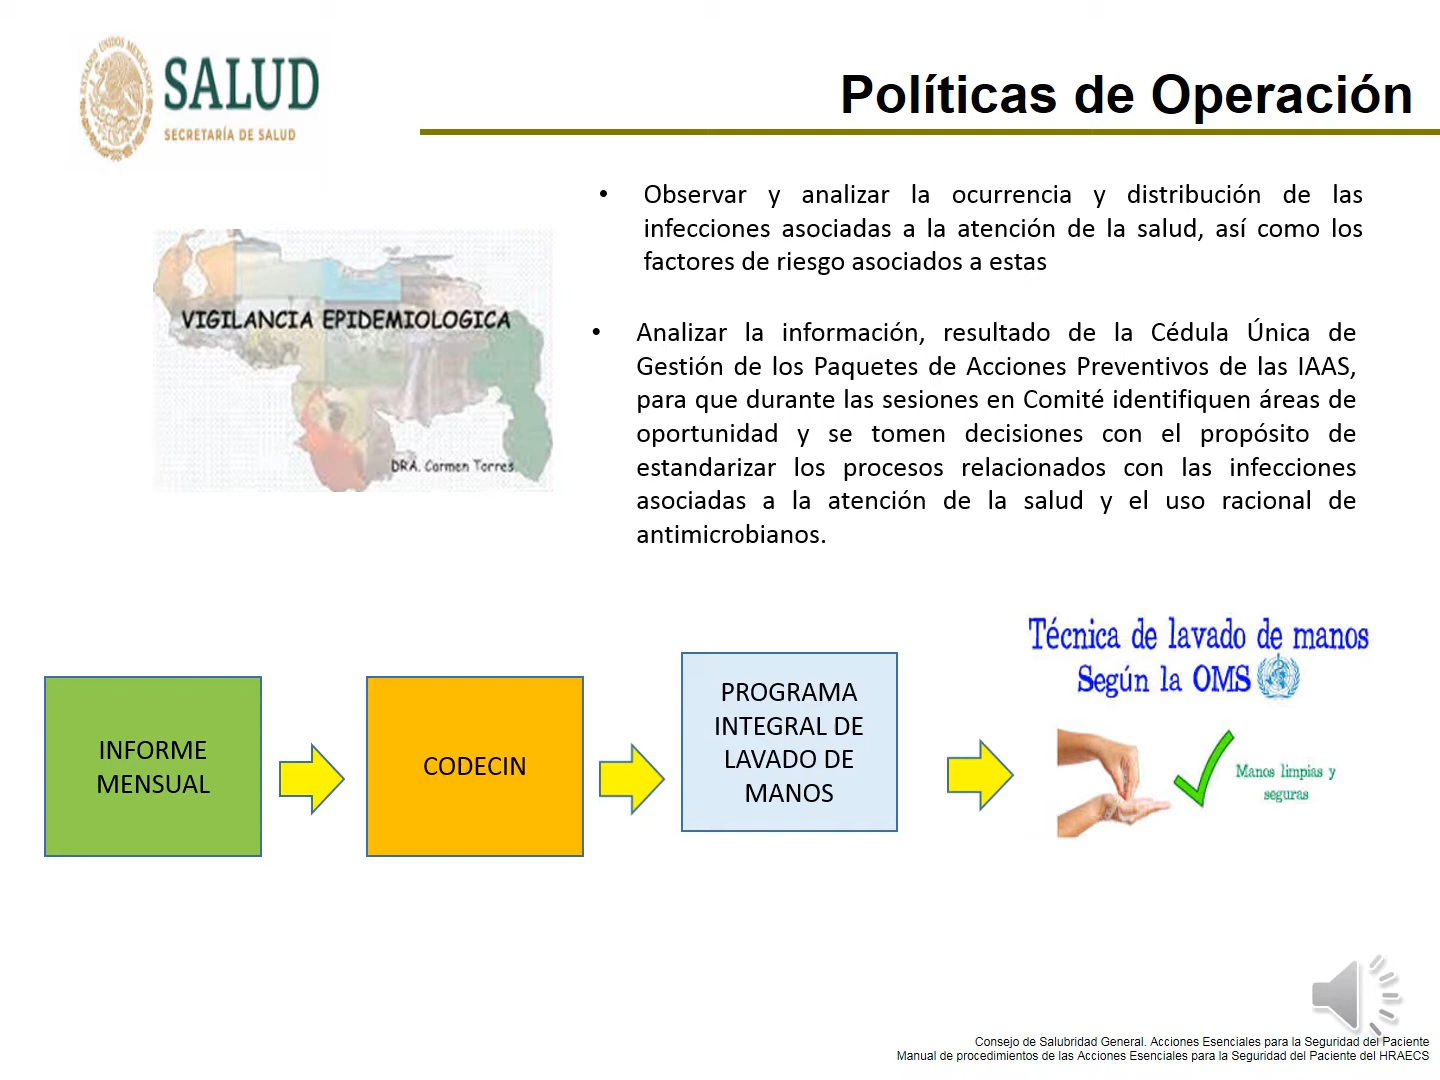 SALUD
SECRETARÍA DE SALUD
ESTADOS UNIDOS MEXICANOS
Políticas de Operación
• Observar y analizar la ocurrencia y distribución de las
infecciones asociadas a la atención de la salud, así como los
factores de riesgo asociados a estas
VIGILANCIA EPIDEMIOLOGICA
DRA. Carmen Torres
• Analizar la información, resultado de la Cédula Única de
Gestión de los Paquetes de Acciones Preventivos de las IAAS,
para que durante las sesiones en Comité identifiquen áreas de
oportunidad y se tomen decisiones con el propósito de
estandarizar los procesos relacionados con las infecciones
asociadas a la atención de la salud y el uso racional de
antimicrobianos.
INFORME
MENSUAL
CODECIN
PROGRAMA
INTEGRAL DE
LAVADO DE
MANOS
Técnica de lavado de manos
Según la OMS
Manos limpias y
seguras
Consejo de Salubridad General. Acciones Esenciales para la Seguridad del Paciente
Manual de procedimientos de las Acciones Esenciales para la Seguridad del Paciente del HRAECS